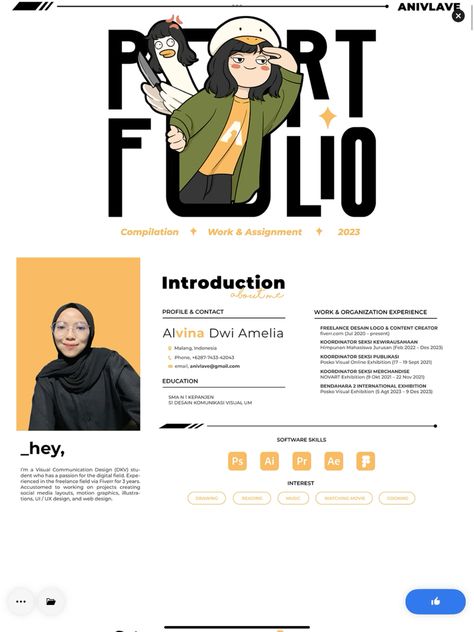 ANIVLAVE
PORT
FOLIO
Compilation Work & Assignment 2023
Introduction
about me
PROFILE & CONTACT
Alvina Dwi Amelia
Malang, Indonesia
Phone, +6287-7433-42043
email, anivlave@gmail.com
EDUCATION
SMA N 1 KEPANJEN
S1 DESAIN KOMUNIKASI VISUAL UM
WORK & ORGANIZATION EXPERIENCE
FREELANCE DESAIN LOGO & CONTENT CREATOR
fiverr.com (Jul 2020 – present)
KOORDINATOR SEKSI KEWIRAUSAHAAN
Himpunan Mahasiswa Jurusan (Feb 2022 – Des 2023)
KOORDINATOR SEKSI PUBLIKASI
Posko Visual Online Exhibition (17 – 19 Sept 2021)
KOORDINATOR SEKSI MERCHANDISE
NOVART Exhibition (9 Okt 2021 – 22 Nov 2021)
BENDAHARA 2 INTERNATIONAL EXHIBITION
Posko Visual Exhibition (5 Agt 2023 – 9 Des 2023)
_hey,
I'm a Visual Communication Design (DKV) stu-
dent who has a passion for the digital field. Expe-
rienced in the freelance field via Fiverr for 3 years.
Accustomed to working on projects creating
social media layouts, motion graphics, illustra-
tions, UI / UX design, and web design.
SOFTWARE SKILLS
Ps Ai Pr Ae
INTEREST
DRAWING READING MUSIC WATCHING MOVIE COOKING